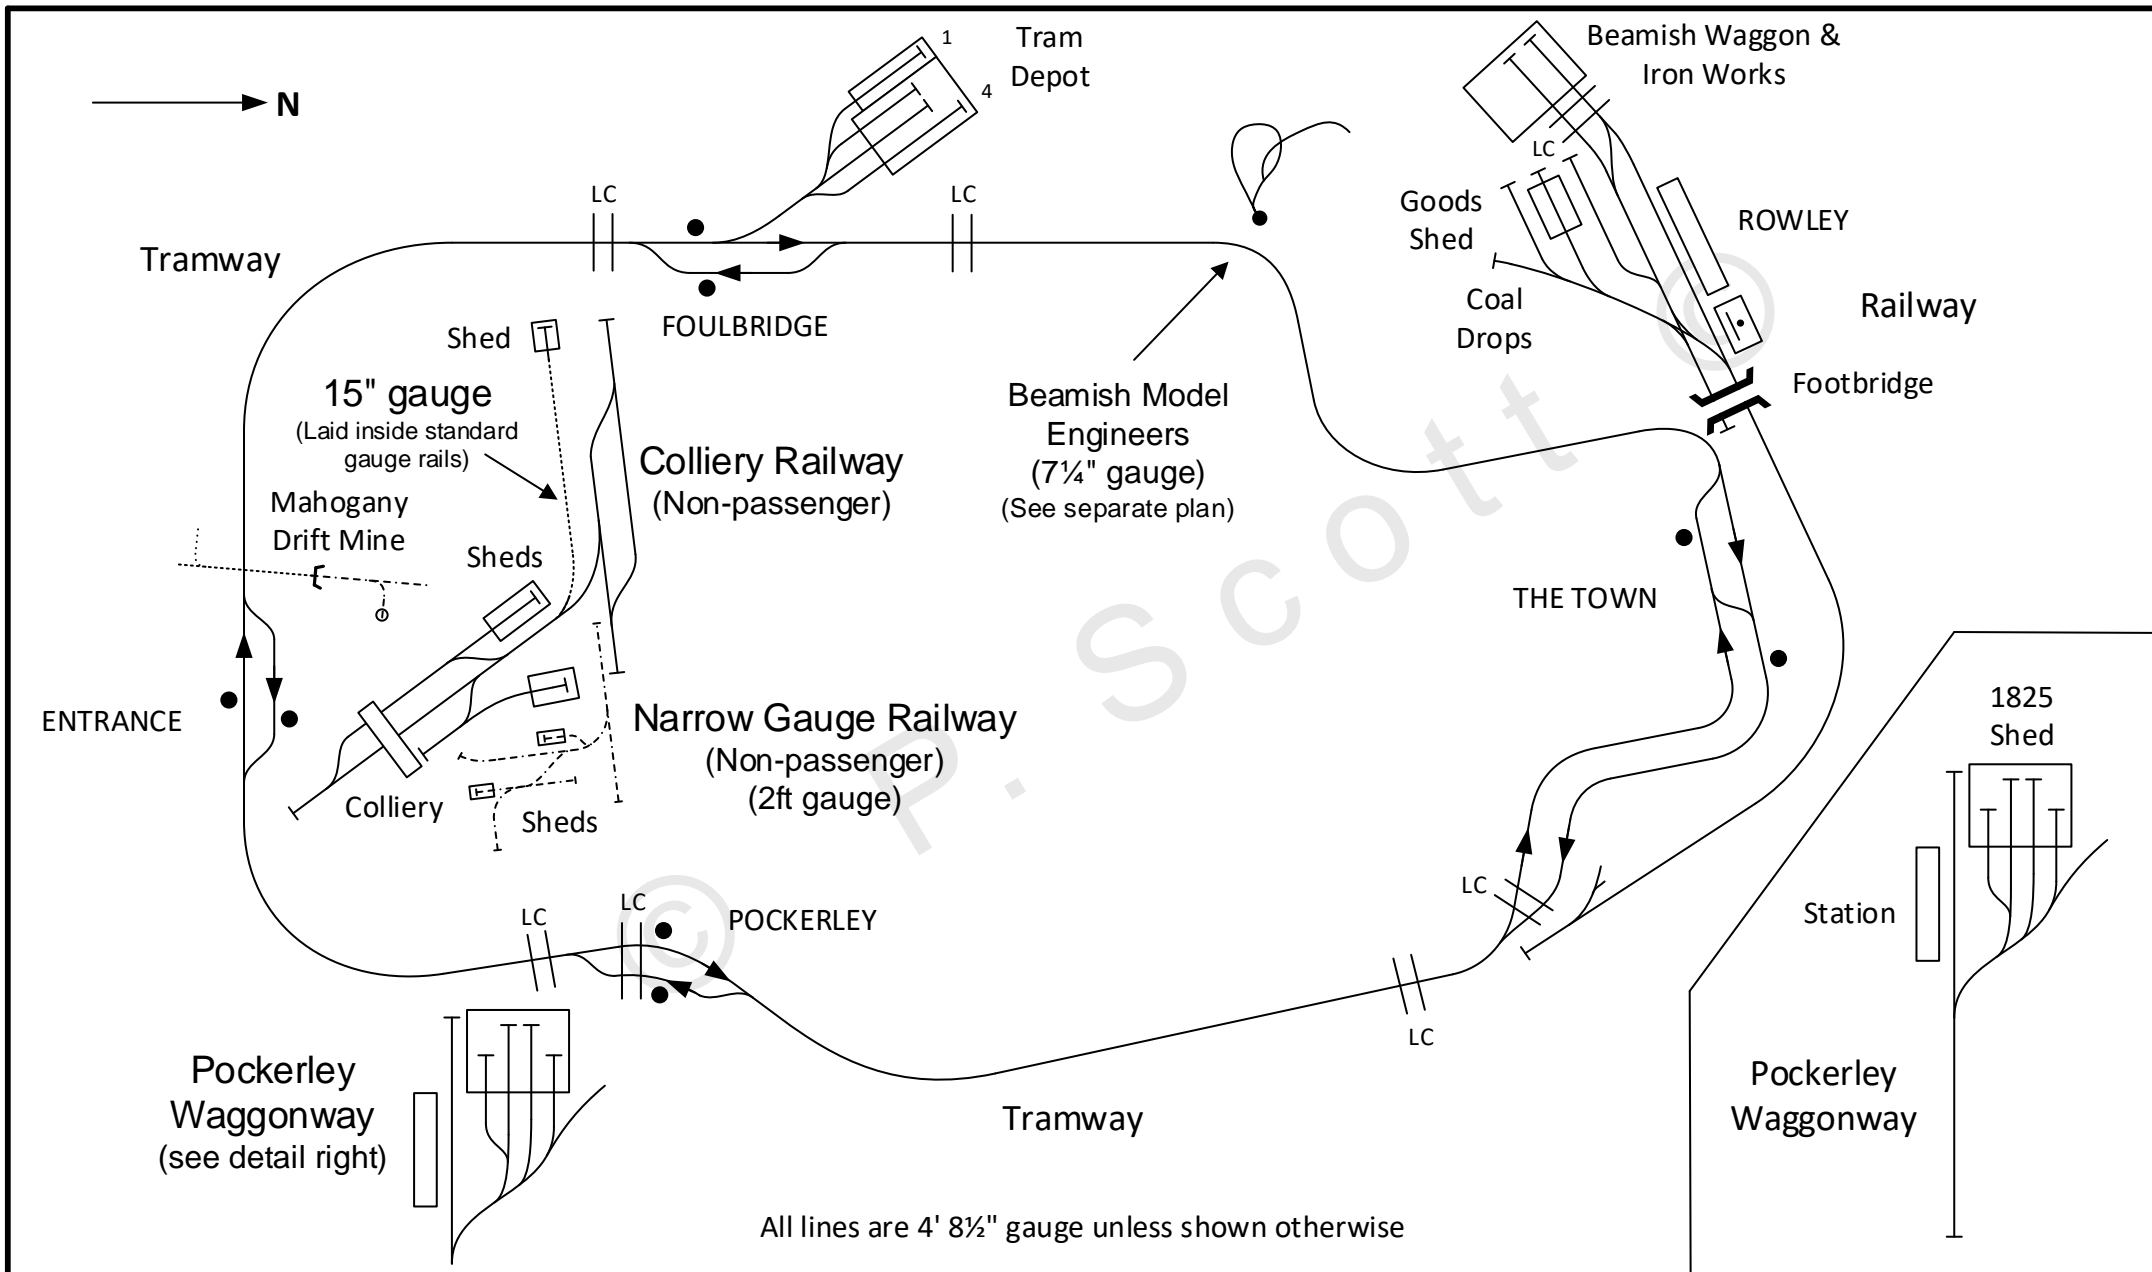 1
Tram
Depot
4
Beamish Waggon &
Iron Works
N
LC
Goods
Shed
ROWLEY
LC
LC
Tramway
Coal
Drops
Railway
FOULBRIDGE
Shed
15" gauge
(Laid inside standard
gauge rails)
Footbridge
Beamish Model
Engineers
(7¼" gauge)
(See separate plan)
Colliery Railway
(Non-passenger)
Mahogany
Drift Mine
Sheds
THE TOWN
ENTRANCE
Narrow Gauge Railway
(Non-passenger)
(2ft gauge)
1825
Shed
Colliery
Sheds
LC
LC
LC
POCKERLEY
Station
LC
Pockerley
Waggonway
(see detail right)
Tramway
Pockerley
Waggonway
All lines are 4' 8½" gauge unless shown otherwise
© P. Scott ©